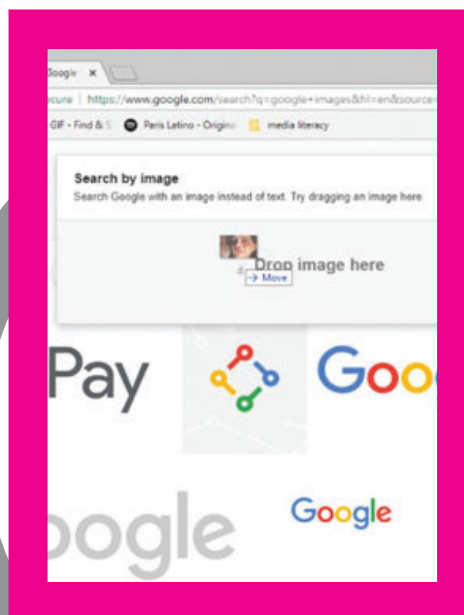 Google ×
ecure | https://www.google.com/search?q=google+images&hl=en&source=
GIF - Find & S Paris Latino - Origina media literacy
Search by image
Search Google with an image instead of text. Try dragging an image here.
Drop image here
→ Move
Pay Goo
oogle Google